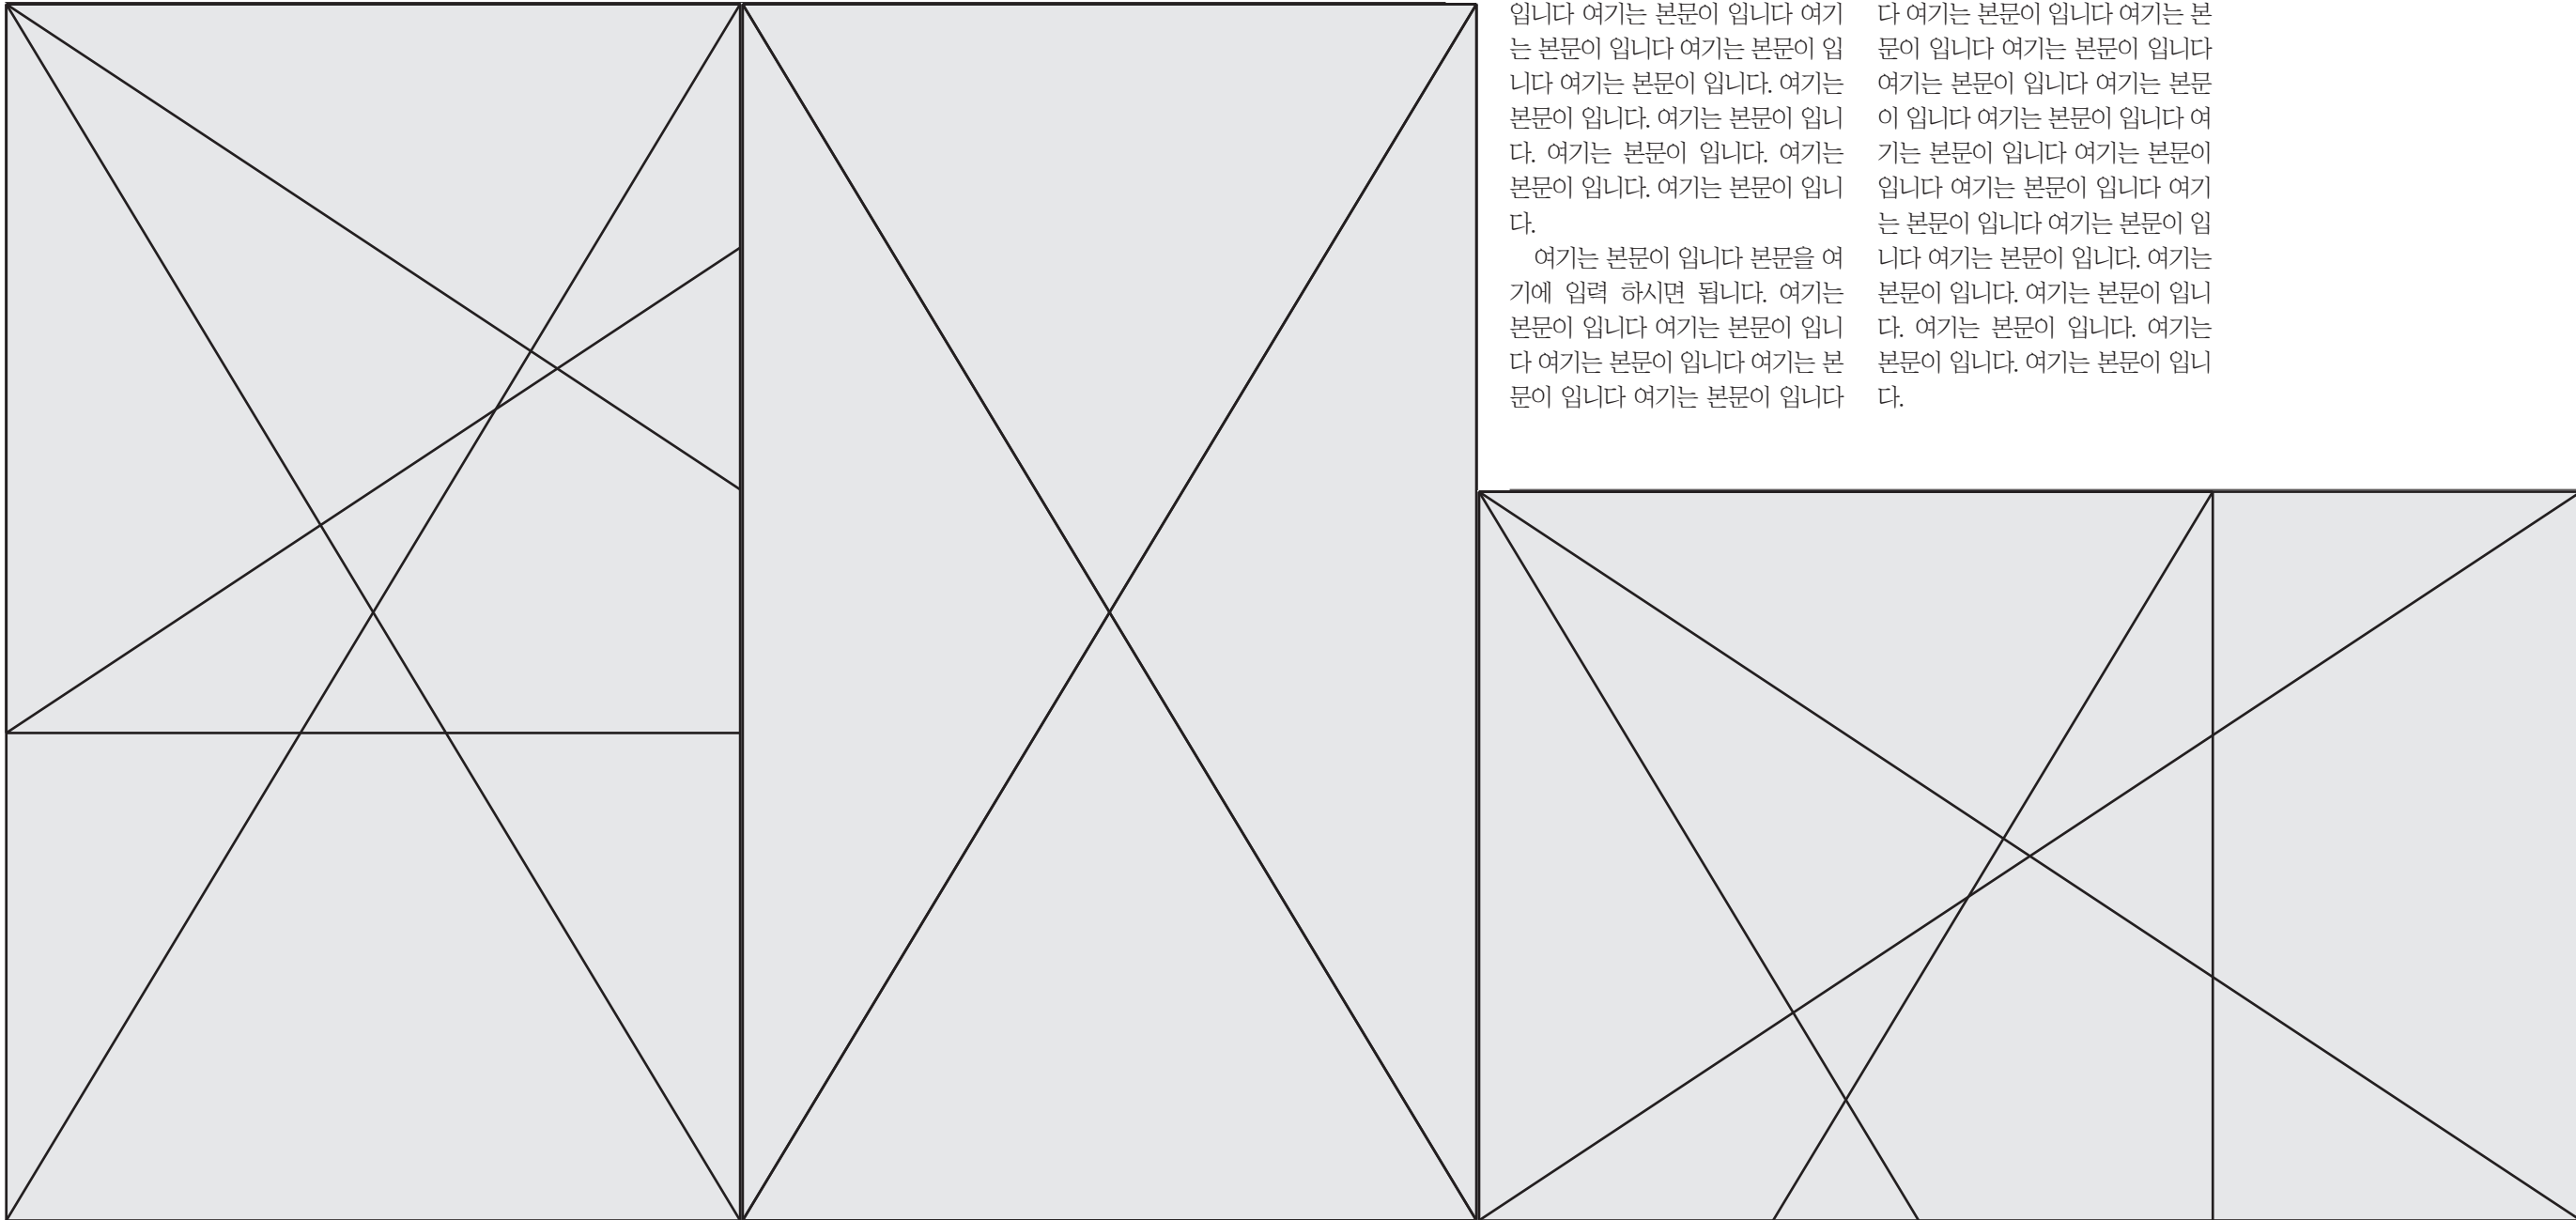 입니다 여기는 본문이 입니다 여기
는 본문이 입니다 여기는 본문이 입
니다 여기는 본문이 입니다. 여기는
본문이 입니다. 여기는 본문이 입니
다. 여기는 본문이 입니다. 여기는
본문이 입니다. 여기는 본문이 입니
다.
여기는 본문이 입니다 본문을 여
기에 입력 하시면 됩니다. 여기는
본문이 입니다 여기는 본문이 입니
다 여기는 본문이 입니다 여기는 본
문이 입니다 여기는 본문이 입니다
다 여기는 본문이 입니다 여기는 본
문이 입니다 여기는 본문이 입니다
여기는 본문이 입니다 여기는 본문
이 입니다 여기는 본문이 입니다 여
기는 본문이 입니다 여기는 본문이
입니다 여기는 본문이 입니다 여기
는 본문이 입니다 여기는 본문이 입
니다 여기는 본문이 입니다. 여기는
본문이 입니다. 여기는 본문이 입니
다. 여기는 본문이 입니다. 여기는
본문이 입니다. 여기는 본문이 입니
다.